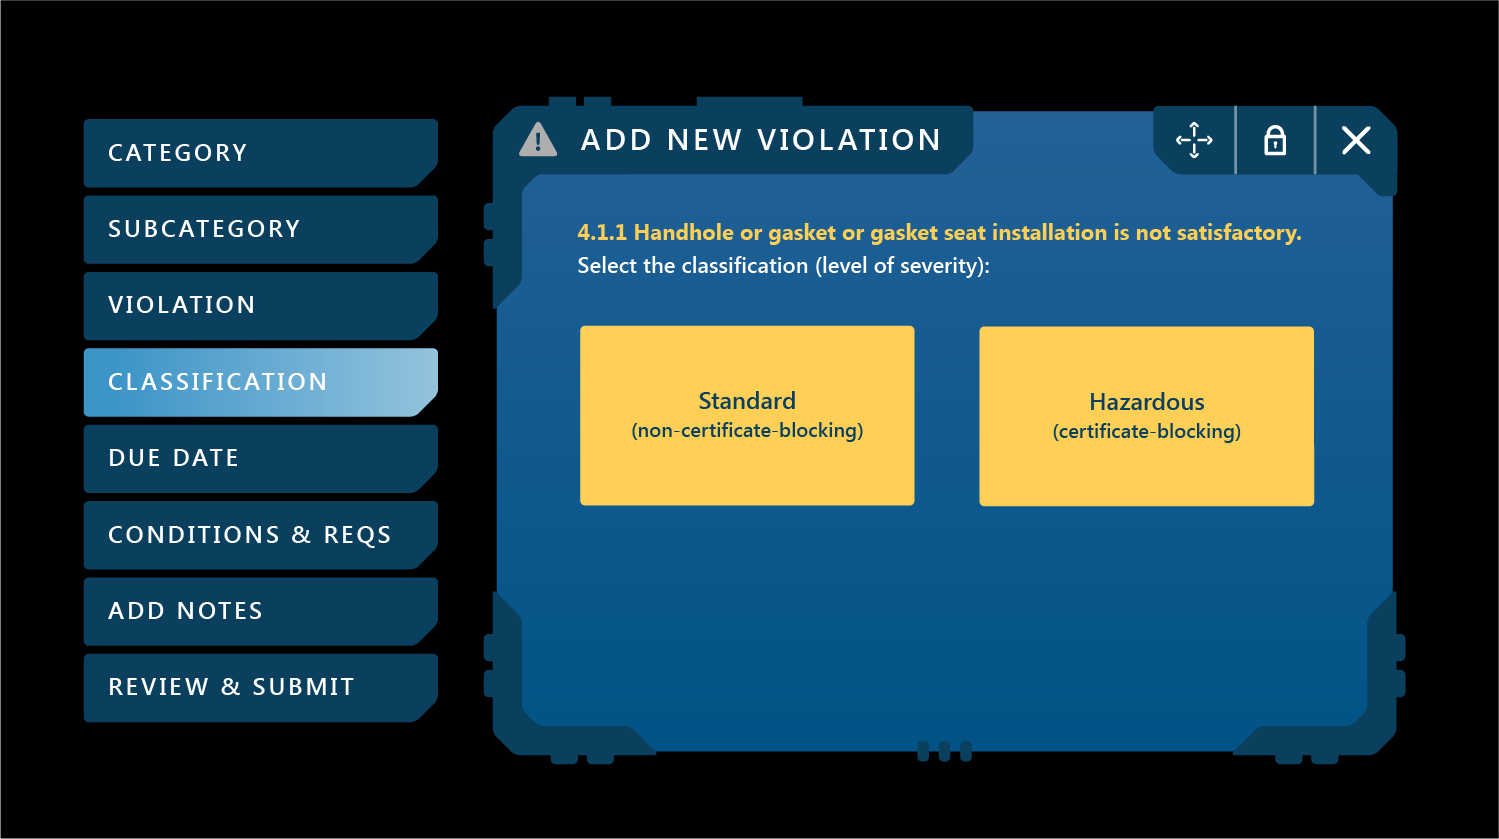 CATEGORY
SUBCATEGORY
VIOLATION
CLASSIFICATION
DUE DATE
CONDITIONS & REQS
ADD NOTES
REVIEW & SUBMIT
ADD NEW VIOLATION
4.1.1 Handhole or gasket or gasket seat installation is not satisfactory.
Select the classification (level of severity):
Standard
(non-certificate-blocking)
Hazardous
(certificate-blocking)